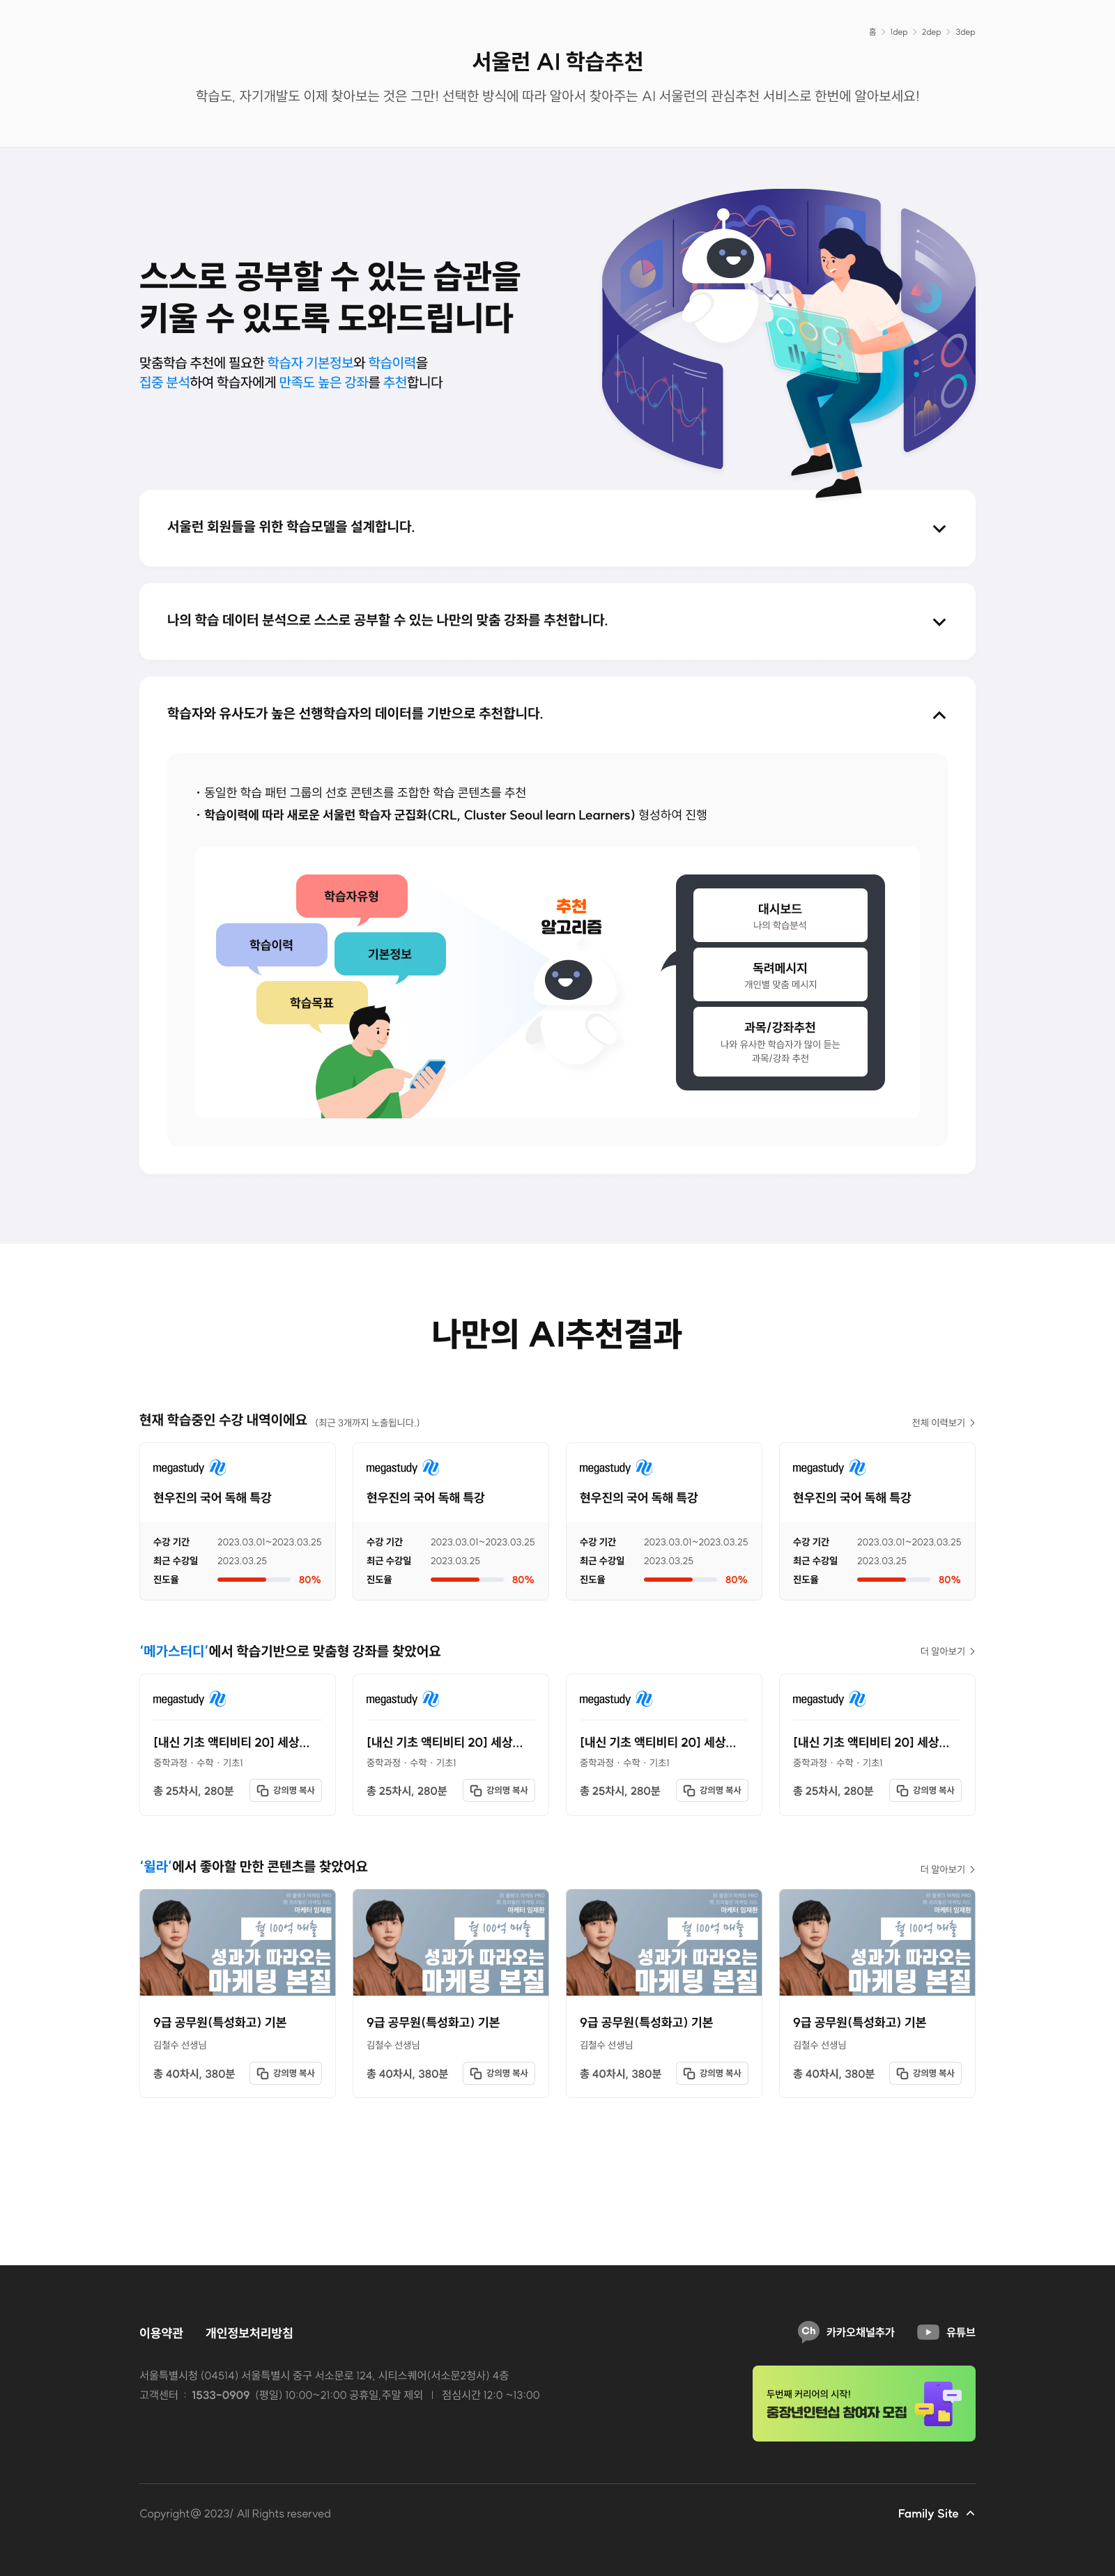 홈 > 1dep > 2dep > 3dep
서울런 AI 학습추천
학습도, 자기개발도 이제 찾아보는 것은 그만! 선택한 방식에 따라 알아서 찾아주는 AI 서울런의 관심추천 서비스로 한번에 알아보세요!
스스로 공부할 수 있는 습관을
키울 수 있도록 도와드립니다
맞춤학습 추천에 필요한 학습자 기본정보와 학습이력을
집중 분석하여 학습자에게 만족도 높은 강좌를 추천합니다
서울런 회원들을 위한 학습모델을 설계합니다.
나의 학습 데이터 분석으로 스스로 공부할 수 있는 나만의 맞춤 강좌를 추천합니다.
학습자와 유사도가 높은 선행학습자의 데이터를 기반으로 추천합니다.
· 동일한 학습 패턴 그룹의 선호 콘텐츠를 조합한 학습 콘텐츠를 추천
· 학습이력에 따라 새로운 서울런 학습자 군집화(CRL, Cluster Seoul learn Learners) 형성하여 진행
학습자유형
학습이력
기본정보
학습목표
추천
알고리즘
대시보드
나의 학습분석
독려메시지
개인별 맞춤 메시지
과목/강좌추천
나와 유사한 학습자가 많이 듣는
과목/강좌 추천
나만의 AI추천결과
현재 학습중인 수강 내역이에요 (최근 3개까지 노출됩니다.) 전체 이력보기 >
megastudy megastudy megastudy megastudy
현우진의 국어 독해 특강 현우진의 국어 독해 특강 현우진의 국어 독해 특강 현우진의 국어 독해 특강
수강 기간 2023.03.01~2023.03.25 수강 기간 2023.03.01~2023.03.25 수강 기간 2023.03.01~2023.03.25 수강 기간 2023.03.01~2023.03.25
최근 수강일 2023.03.25 최근 수강일 2023.03.25 최근 수강일 2023.03.25 최근 수강일 2023.03.25
진도율 80% 진도율 80% 진도율 80% 진도율 80%
'메가스터디'에서 학습기반으로 맞춤형 강좌를 찾았어요 더 알아보기 >
megastudy megastudy megastudy megastudy
[내신 기초 액티비티 20] 세상... [내신 기초 액티비티 20] 세상... [내신 기초 액티비티 20] 세상... [내신 기초 액티비티 20] 세상...
중학과정 · 수학 · 기초1 중학과정 · 수학 · 기초1 중학과정 · 수학 · 기초1 중학과정 · 수학 · 기초1
총 25차시, 280분 강의명 복사 총 25차시, 280분 강의명 복사 총 25차시, 280분 강의명 복사 총 25차시, 280분 강의명 복사
'윌라'에서 좋아할 만한 콘텐츠를 찾았어요 더 알아보기 >
마케터 임재환 마케터 임재환 마케터 임재환 마케터 임재환
월 100억 매출 월 100억 매출 월 100억 매출 월 100억 매출
성과가 따라오는 성과가 따라오는 성과가 따라오는 성과가 따라오는
마케팅 본질 마케팅 본질 마케팅 본질 마케팅 본질
9급 공무원(특성화고) 기본 9급 공무원(특성화고) 기본 9급 공무원(특성화고) 기본 9급 공무원(특성화고) 기본
김철수 선생님 김철수 선생님 김철수 선생님 김철수 선생님
총 40차시, 380분 강의명 복사 총 40차시, 380분 강의명 복사 총 40차시, 380분 강의명 복사 총 40차시, 380분 강의명 복사
이용약관 개인정보처리방침
Ch 카카오채널추가 유튜브
서울특별시청 (04514) 서울특별시 중구 서소문로 124, 시티스퀘어(서소문2청사) 4층
고객센터 : 1533-0909 (평일) 10:00~21:00 공휴일,주말 제외 | 점심시간 12:0 ~13:00
두번째 커리어의 시작!
중장년인턴십 참여자 모집
Copyright@ 2023/ All Rights reserved
Family Site